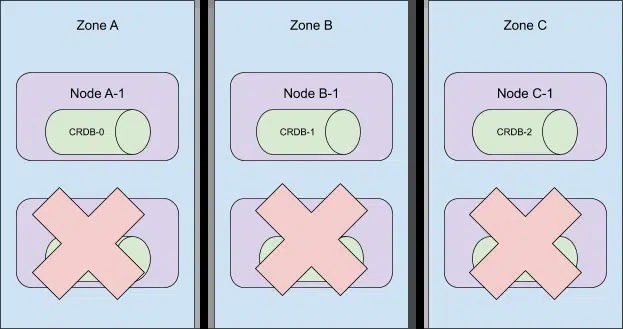 Zone A
Zone B
Zone C
Node A-1
Node B-1
Node C-1
CRDB-0
CRDB-1
CRDB-2